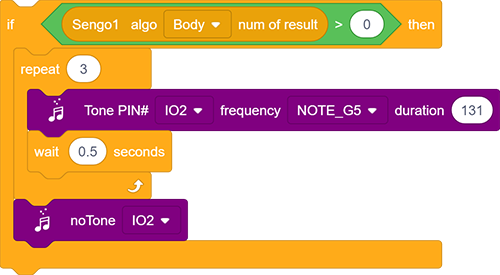 if Sengo1 algo Body num of result > 0 then
repeat 3
Tone PIN# IO2 frequency NOTE_G5 duration 131
wait 0.5 seconds
noTone IO2